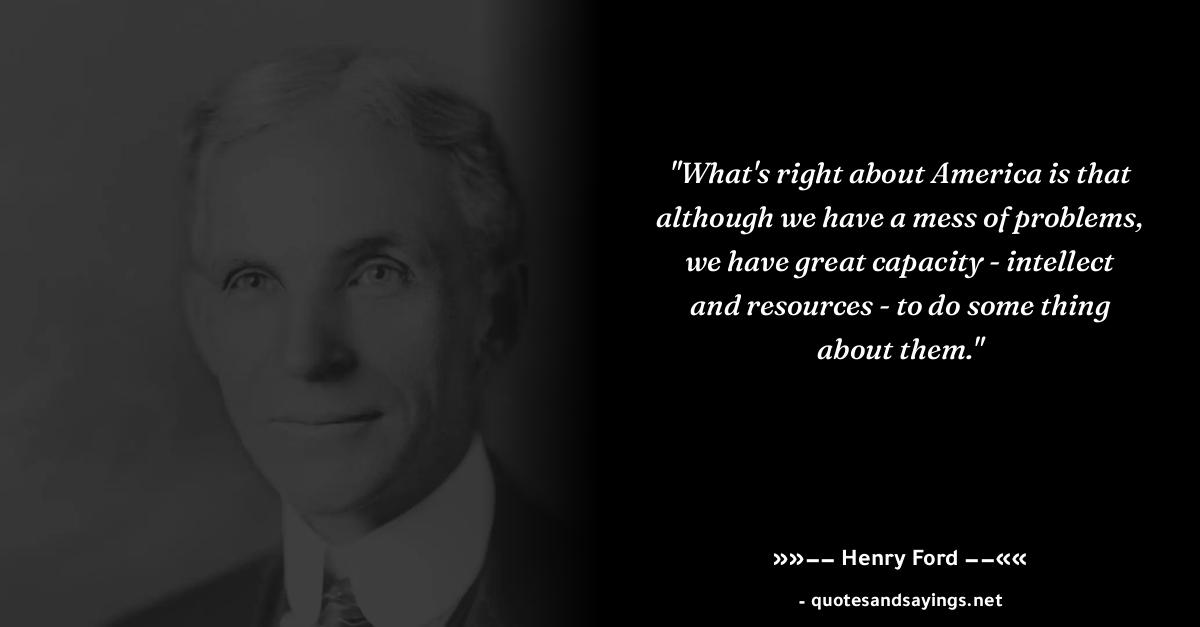 "What's right about America is that
although we have a mess of problems,
we have great capacity - intellect
and resources - to do some thing
about them."
»»−− Henry Ford −−««
- quotesandsayings.net